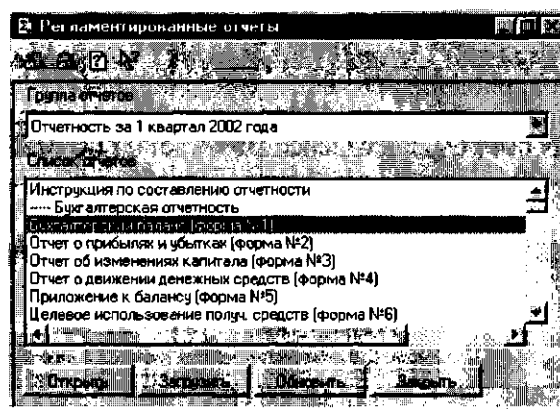 Регламентированные отчеты
Группа отчетов
Отчетность за 1 квартал 2002 года
Список отчетов
Инструкция по составлению отчетности
---- Бухгалтерская отчетность
Бухгалтерский баланс (форма №1)
Отчет о прибылях и убытках (форма №2)
Отчет об изменениях капитала (форма №3)
Отчет о движении денежных средств (форма №4)
Приложение к балансу (форма №5)
Целевое использование получ. средств (форма №6)
Открыть Загрузить Обновить Закрыть